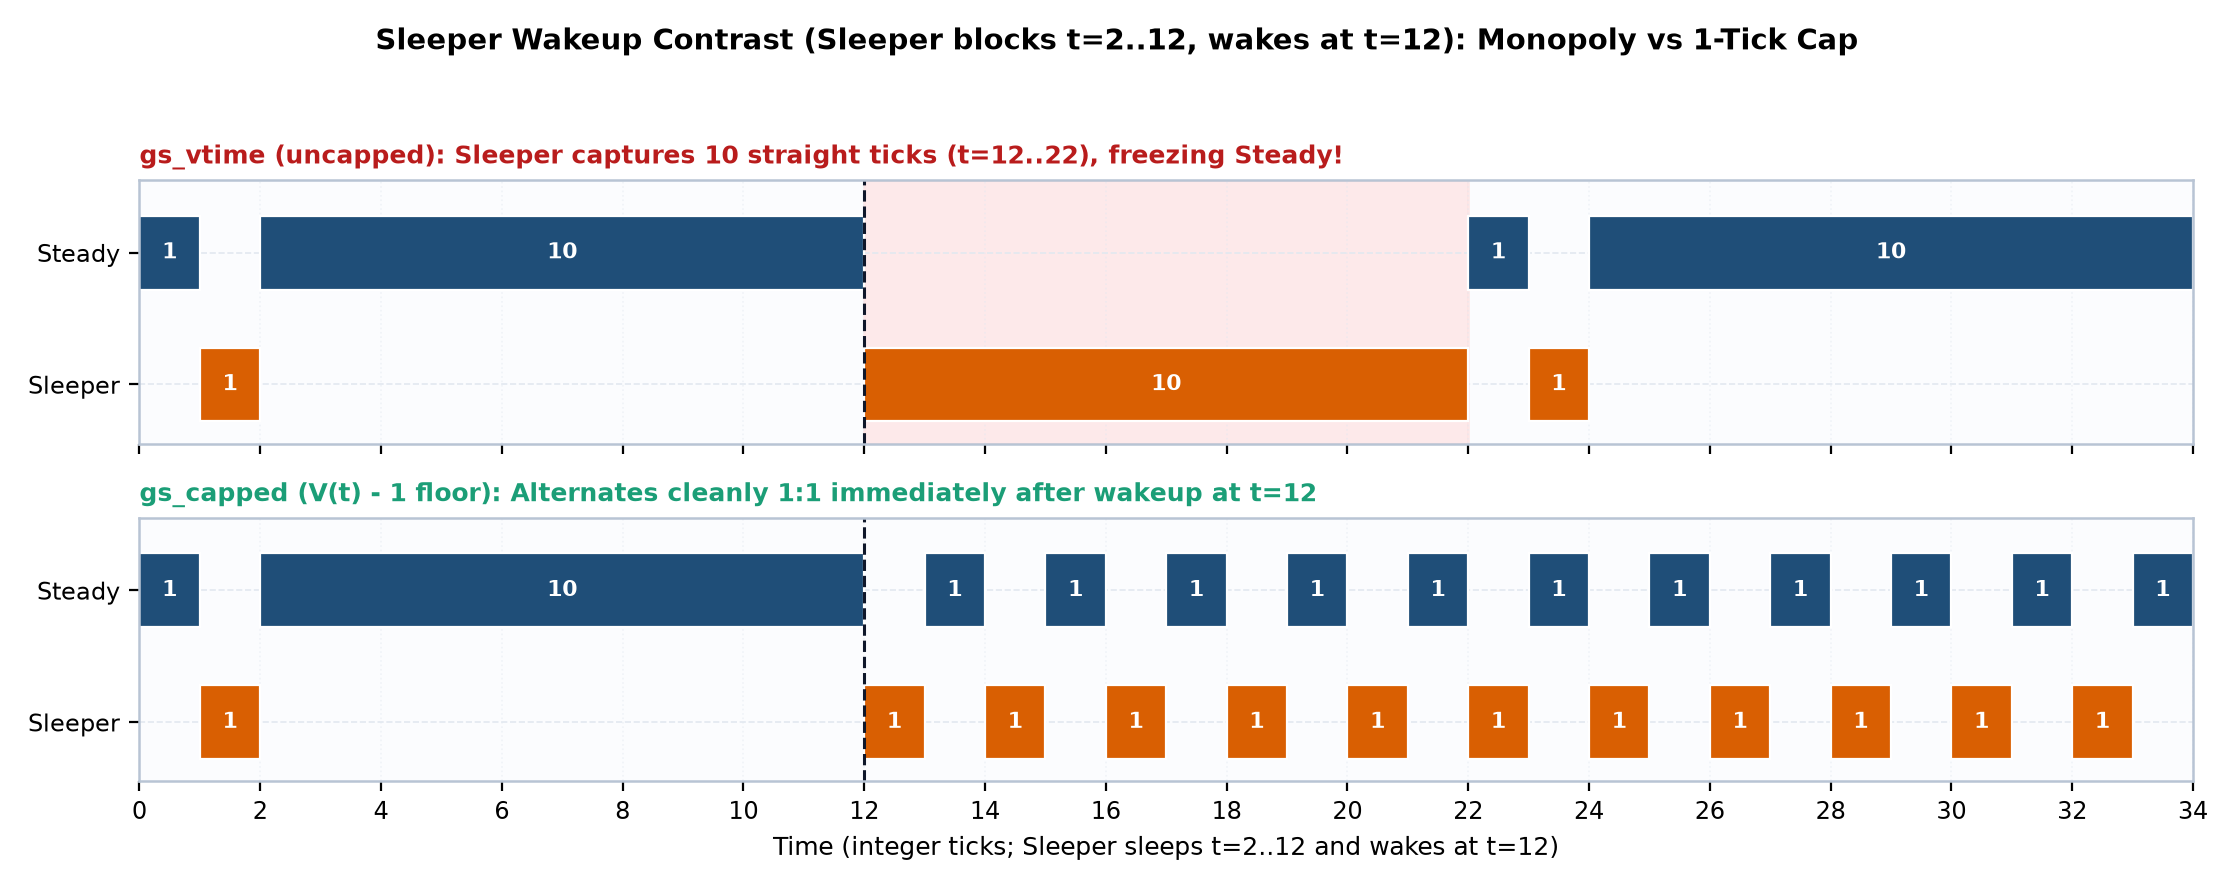 Sleeper Wakeup Contrast (Sleeper blocks t=2..12, wakes at t=12): Monopoly vs 1-Tick Cap
gs_vtime (uncapped): Sleeper captures 10 straight ticks (t=12..22), freezing Steady!
Steady 1 10 1 10
Sleeper 1 10 1
gs_capped (V(t) - 1 floor): Alternates cleanly 1:1 immediately after wakeup at t=12
Steady 1 10 1 1 1 1 1 1 1 1 1 1 1
Sleeper 1 1 1 1 1 1 1 1 1 1 1 1
0 2 4 6 8 10 12 14 16 18 20 22 24 26 28 30 32 34
Time (integer ticks; Sleeper sleeps t=2..12 and wakes at t=12)